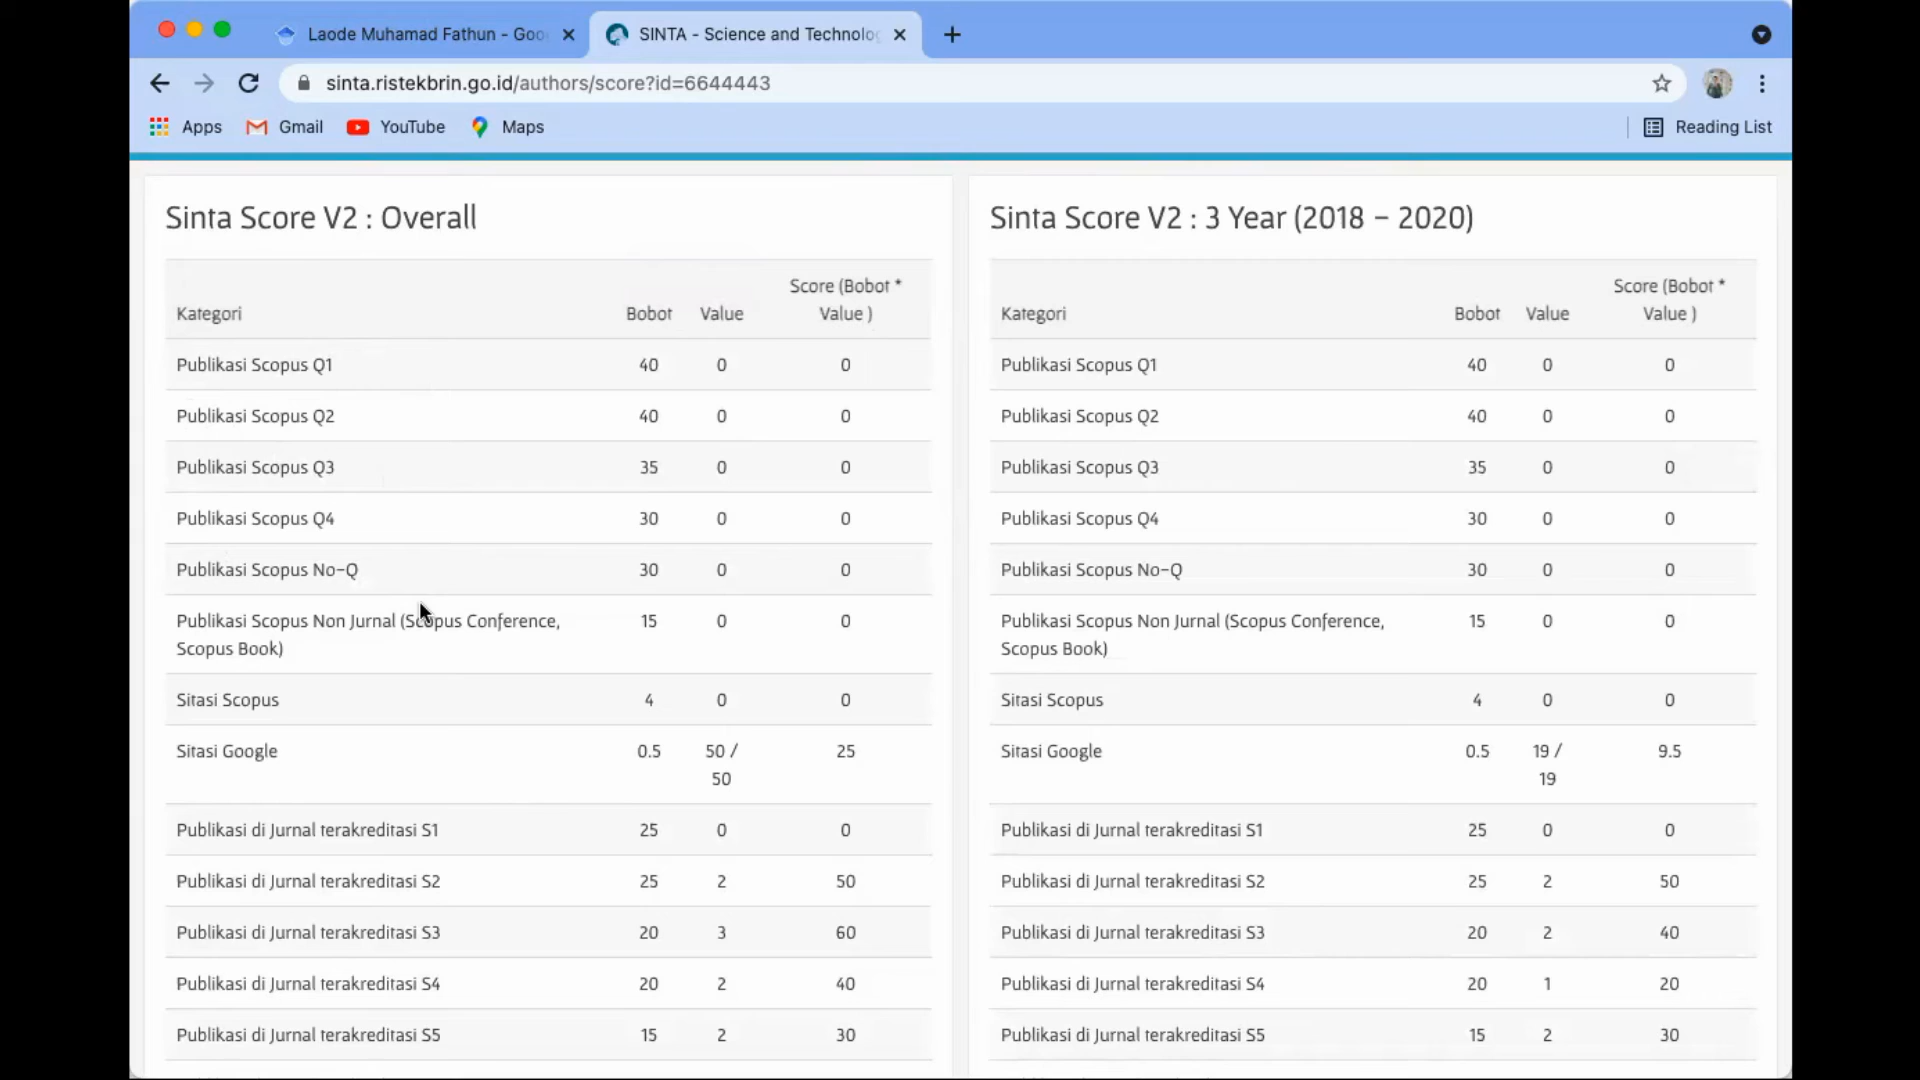 Laode Muhamad Fathun - Goo
SINTA - Science and Technolo
sinta.ristekbrin.go.id/authors/score?id=6644443
Apps Gmail YouTube Maps Reading List
Sinta Score V2 : Overall
Kategori Bobot Value Score (Bobot *
Value )
Publikasi Scopus Q1 40 0 0
Publikasi Scopus Q2 40 0 0
Publikasi Scopus Q3 35 0 0
Publikasi Scopus Q4 30 0 0
Publikasi Scopus No-Q 30 0 0
Publikasi Scopus Non Jurnal (Scopus Conference, 15 0 0
Scopus Book)
Sitasi Scopus 4 0 0
Sitasi Google 0.5 50 / 25
50
Publikasi di Jurnal terakreditasi S1 25 0 0
Publikasi di Jurnal terakreditasi S2 25 2 50
Publikasi di Jurnal terakreditasi S3 20 3 60
Publikasi di Jurnal terakreditasi S4 20 2 40
Publikasi di Jurnal terakreditasi S5 15 2 30
Sinta Score V2 : 3 Year (2018 - 2020)
Kategori Bobot Value Score (Bobot *
Value )
Publikasi Scopus Q1 40 0 0
Publikasi Scopus Q2 40 0 0
Publikasi Scopus Q3 35 0 0
Publikasi Scopus Q4 30 0 0
Publikasi Scopus No-Q 30 0 0
Publikasi Scopus Non Jurnal (Scopus Conference, 15 0 0
Scopus Book)
Sitasi Scopus 4 0 0
Sitasi Google 0.5 19 / 9.5
19
Publikasi di Jurnal terakreditasi S1 25 0 0
Publikasi di Jurnal terakreditasi S2 25 2 50
Publikasi di Jurnal terakreditasi S3 20 2 40
Publikasi di Jurnal terakreditasi S4 20 1 20
Publikasi di Jurnal terakreditasi S5 15 2 30